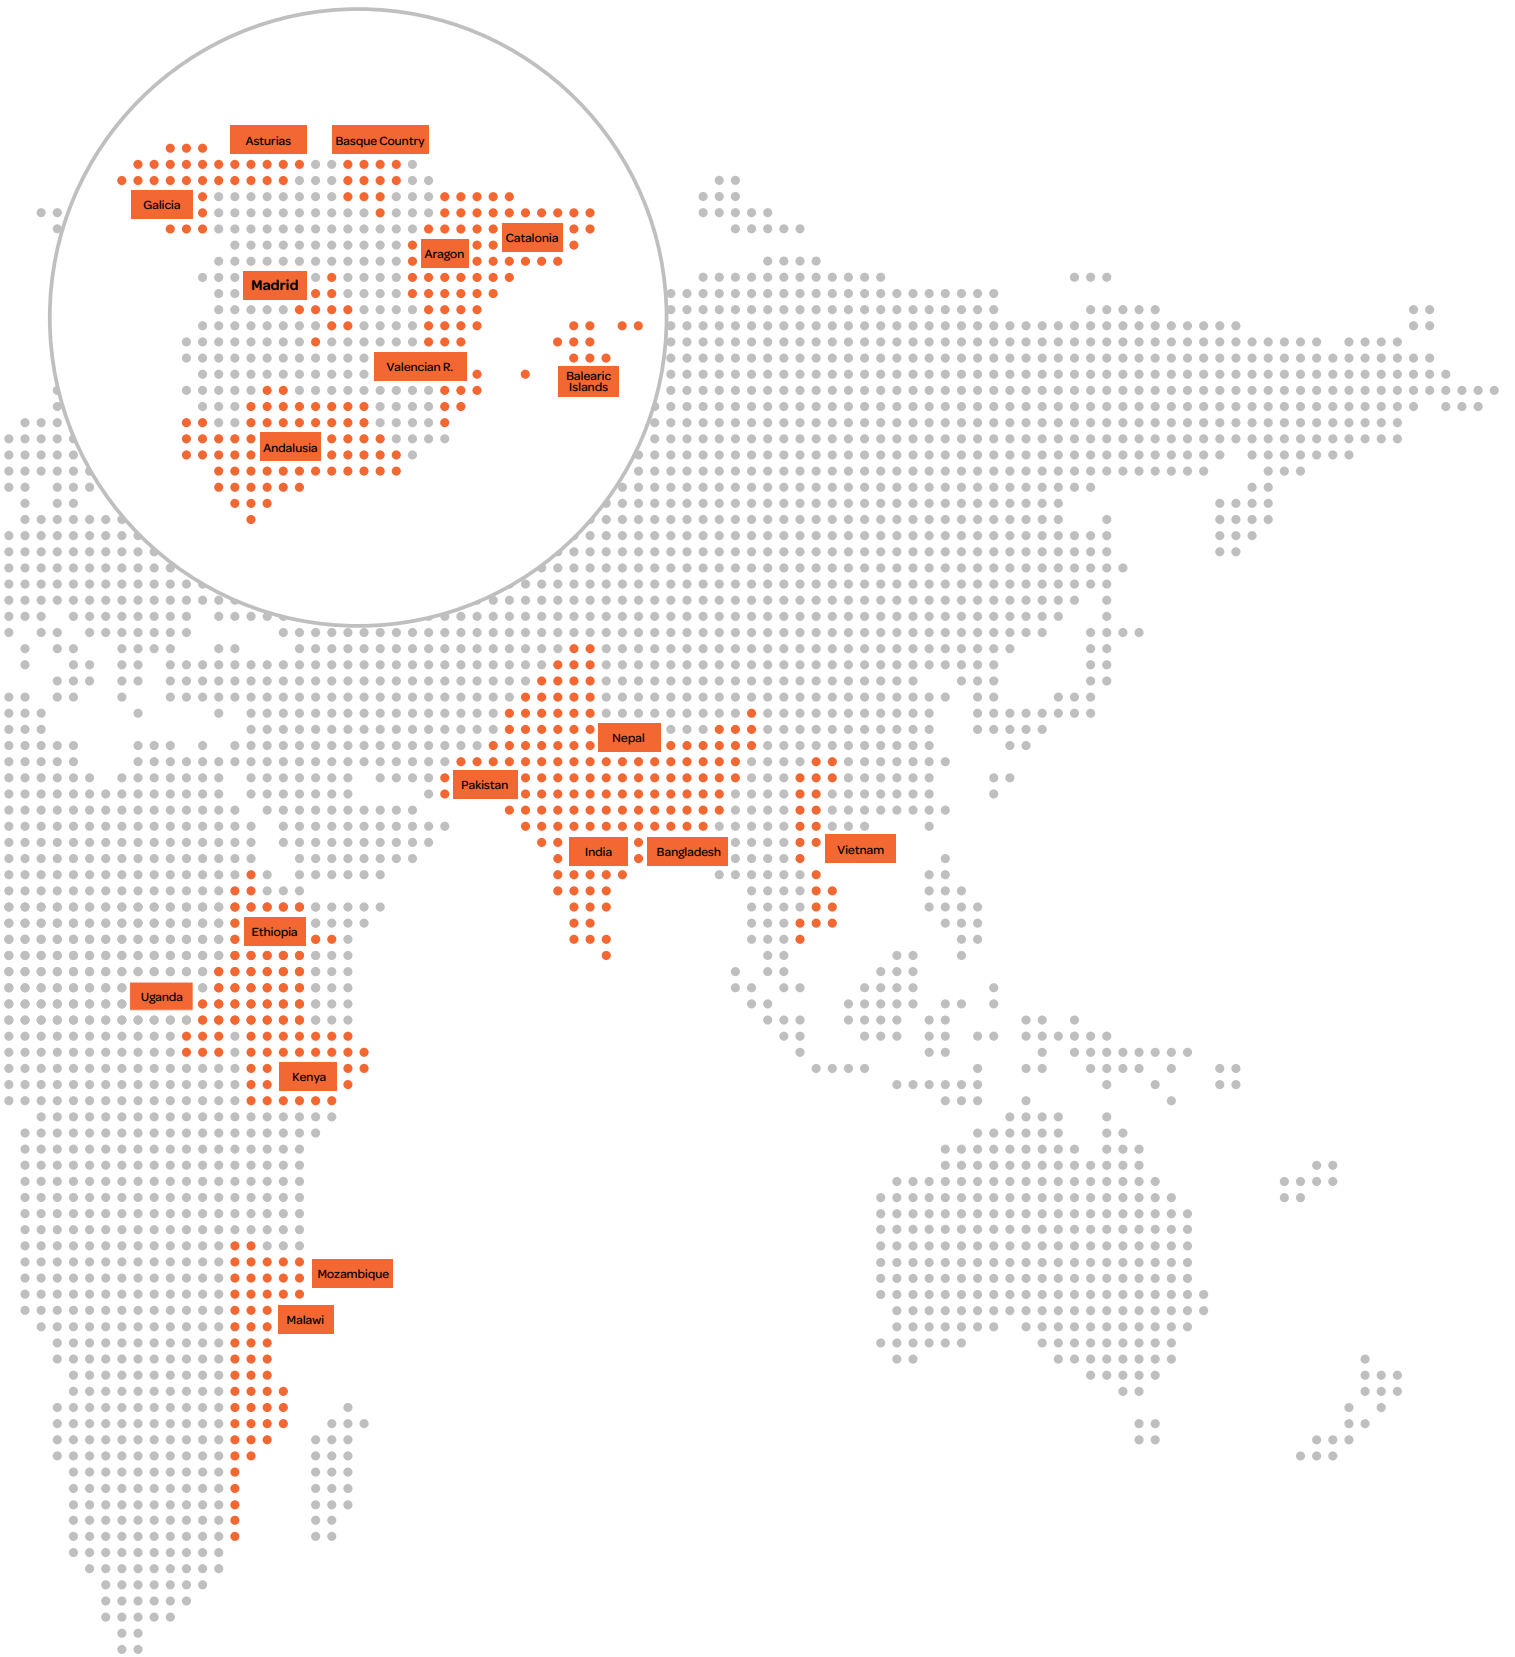 Asturias
Basque Country
Galicia
Catalonia
Aragon
Madrid
Valencian R.
Balearic
Islands
Andalusia
Nepal
Pakistan
India
Bangladesh
Vietnam
Ethiopia
Uganda
Kenya
Mozambique
Malawi